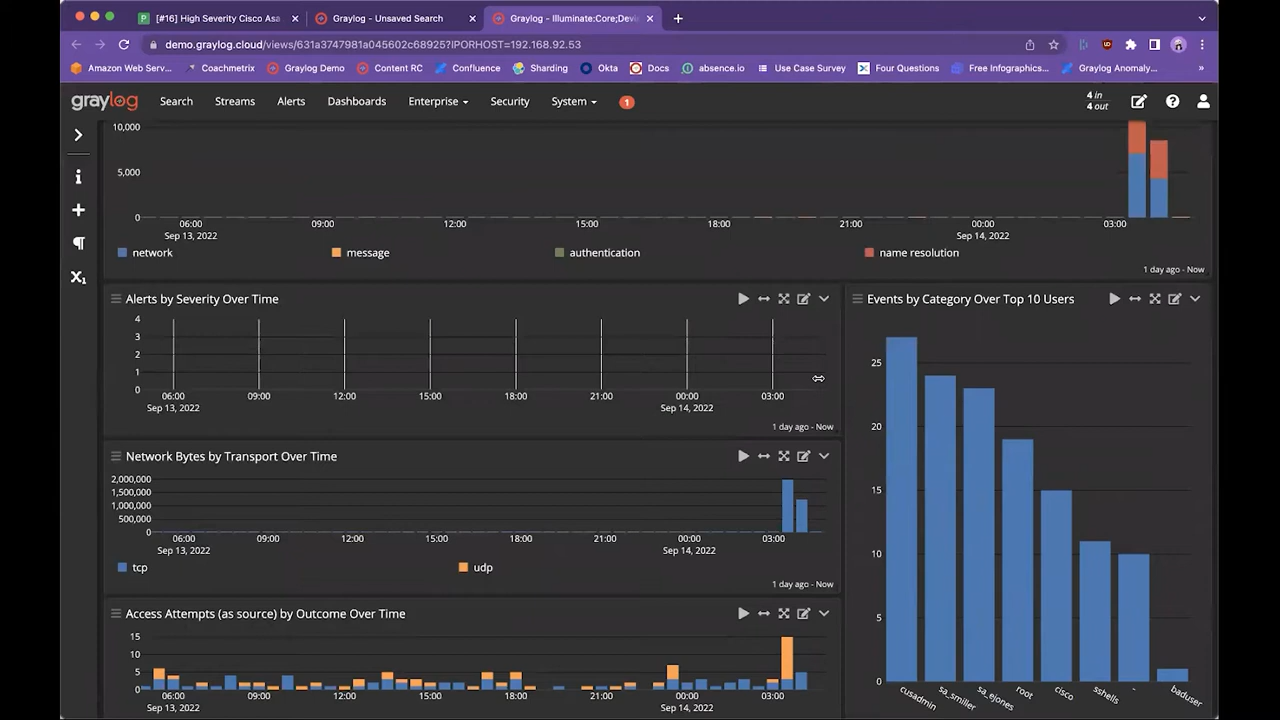 [#16] High Severity Cisco Asa
Graylog - Unsaved Search
Graylog - Illuminate:Core;Devi
demo.graylog.cloud/views/631a3747981a045602c68925?IPORHOST=192.168.92.53
Amazon Web Serv...
Coachmetrix
Graylog Demo
Content RC
Confluence
Sharding
Okta
Docs
absence.io
Use Case Survey
Four Questions
Free Infographics...
Graylog Anomaly...
»
graylog
Search
Streams
Alerts
Dashboards
Enterprise
Security
System
1
4 in
4 out
10,000
5,000
0
06:00 09:00 12:00 15:00 18:00 21:00 00:00 03:00
Sep 13, 2022 Sep 14, 2022
network message authentication name resolution
1 day ago - Now
Alerts by Severity Over Time
4
3
2
1
0
06:00 09:00 12:00 15:00 18:00 21:00 00:00 03:00
Sep 13, 2022 Sep 14, 2022
1 day ago - Now
Network Bytes by Transport Over Time
2,000,000
1,500,000
1,000,000
500,000
0
06:00 09:00 12:00 15:00 18:00 21:00 00:00 03:00
Sep 13, 2022 Sep 14, 2022
tcp udp
1 day ago - Now
Access Attempts (as source) by Outcome Over Time
15
10
5
0
06:00 09:00 12:00 15:00 18:00 21:00 00:00 03:00
Sep 13, 2022 Sep 14, 2022
Events by Category Over Top 10 Users
25
20
15
10
5
0
cusadmin sa_smiller sa_ejones root cisco sshells - baduser